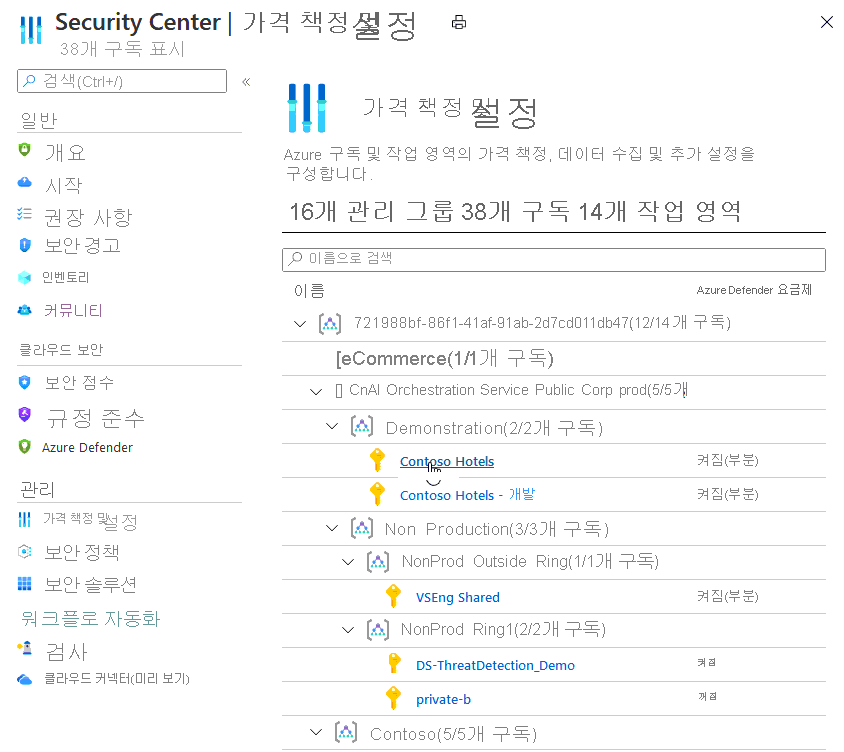 Security Center | 가격 책정 및 설정
38개 구독 표시
검색(Ctrl+/)
«
일반
개요
시작
권장 사항
보안 경고
인벤토리
커뮤니티
클라우드 보안
보안 점수
규정 준수
Azure Defender
관리
가격 책정 및 설정
보안 정책
보안 솔루션
워크플로 자동화
검사
클라우드 커넥터(미리 보기)
가격 책정 및 설정
Azure 구독 및 작업 영역의 가격 책정, 데이터 수집 및 추가 설정을
구성합니다.
16개 관리 그룹 38개 구독 14개 작업 영역
이름으로 검색
이름 Azure Defender 요금제
721988bf-86f1-41af-91ab-2d7cd011db47(12/14개 구독)
[eCommerce(1/1개 구독)
[] CnAI Orchestration Service Public Corp prod(5/5개
Demonstration(2/2개 구독)
Contoso Hotels 켜짐(부분)
Contoso Hotels - 개발 켜짐(부분)
Non Production(3/3개 구독)
NonProd Outside Ring(1/1개 구독)
VSEng Shared 켜짐(부분)
NonProd Ring1(2/2개 구독)
DS-ThreatDetection_Demo 켜짐
private-b 꺼짐
Contoso(5/5개 구독)